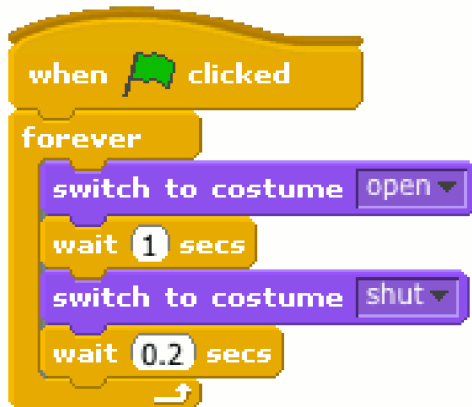 when clicked
forever
switch to costume open
wait 1 secs
switch to costume shut
wait 0.2 secs